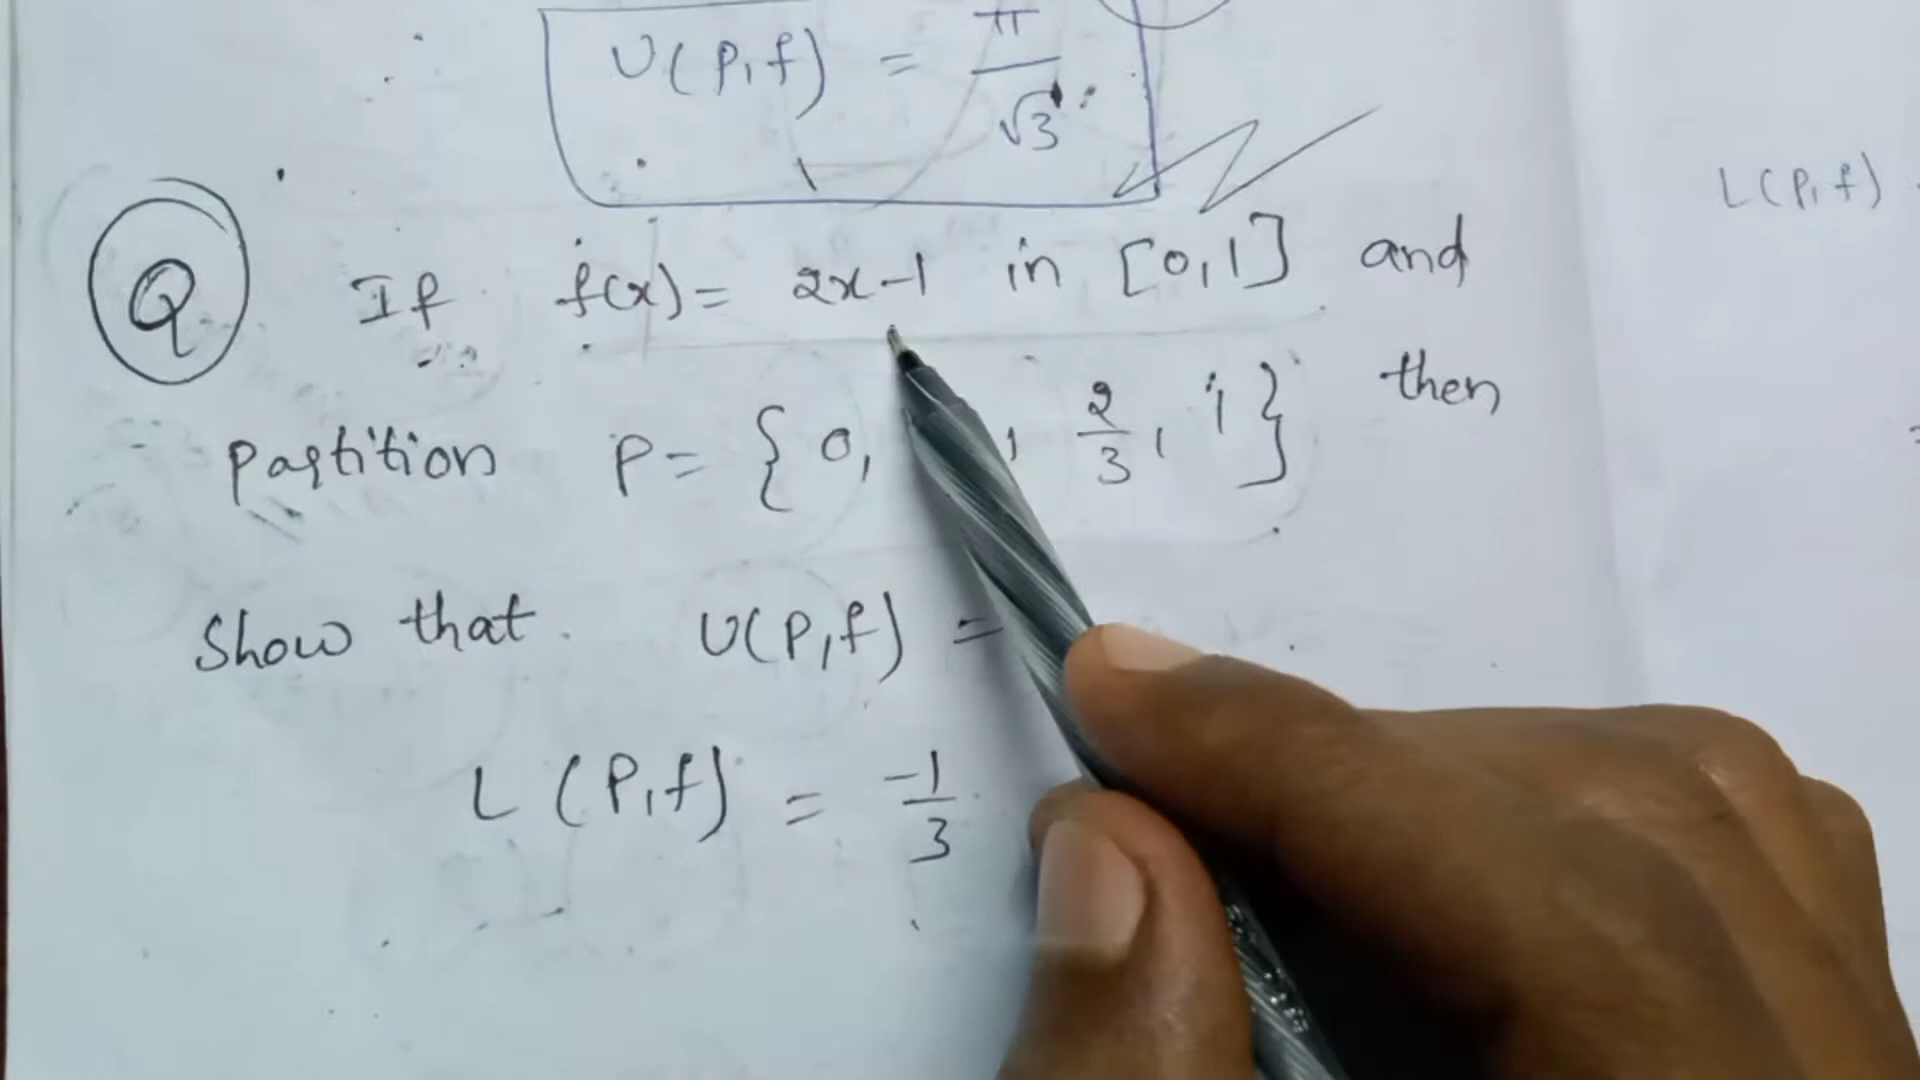 U(P,f) = π/√3
Q If f(x) = 2x-1 in [0,1] and
partition P = {0, , 2/3, 1} then
Show that U(P,f) =
L(P,f) = -1/3
L(P,f)